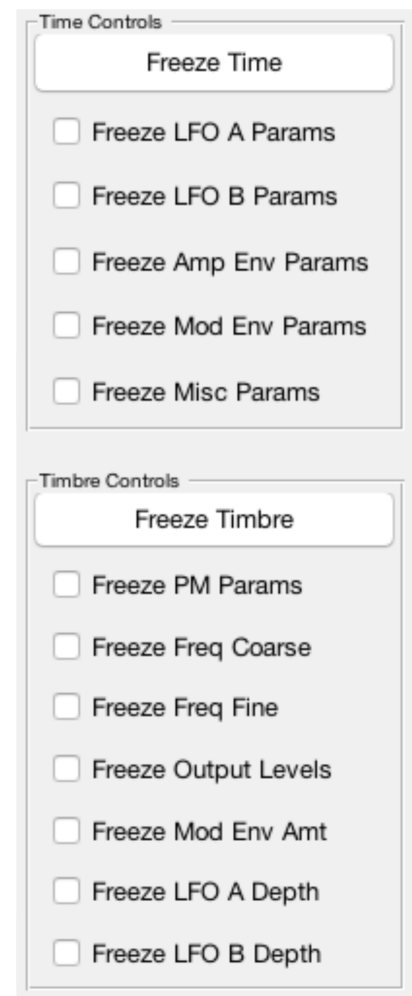 Time Controls
Freeze Time
Freeze LFO A Params
Freeze LFO B Params
Freeze Amp Env Params
Freeze Mod Env Params
Freeze Misc Params
Timbre Controls
Freeze Timbre
Freeze PM Params
Freeze Freq Coarse
Freeze Freq Fine
Freeze Output Levels
Freeze Mod Env Amt
Freeze LFO A Depth
Freeze LFO B Depth